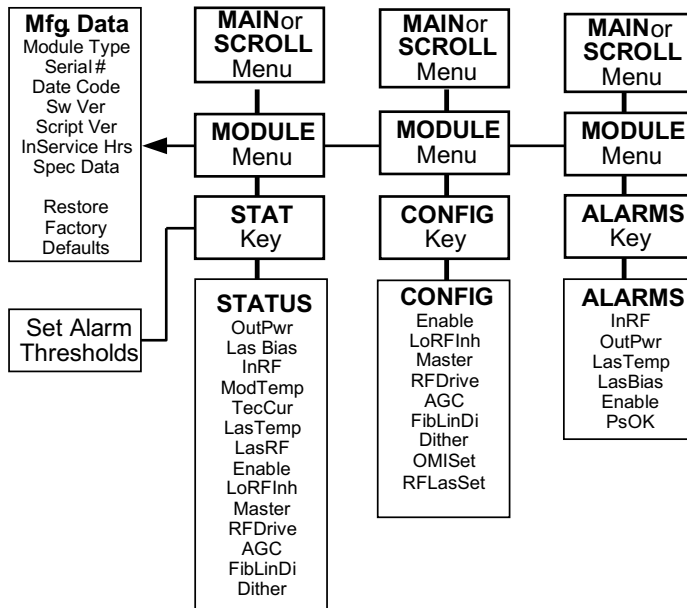 Mfg. Data
Module Type
Serial #
Date Code
Sw Ver
Script Ver
InService Hrs
Spec Data
Restore
Factory
Defaults
Set Alarm
Thresholds
MAIN or
SCROLL
Menu
MODULE
Menu
STAT
Key
STATUS
OutPwr
Las Bias
InRF
ModTemp
TecCur
LasTemp
LasRF
Enable
LoRFInh
Master
RFDrive
AGC
FibLinDi
Dither
MAIN or
SCROLL
Menu
MODULE
Menu
CONFIG
Key
CONFIG
Enable
LoRFInh
Master
RFDrive
AGC
FibLinDi
Dither
OMISet
RFLasSet
MAIN or
SCROLL
Menu
MODULE
Menu
ALARMS
Key
ALARMS
InRF
OutPwr
LasTemp
LasBias
Enable
PsOK